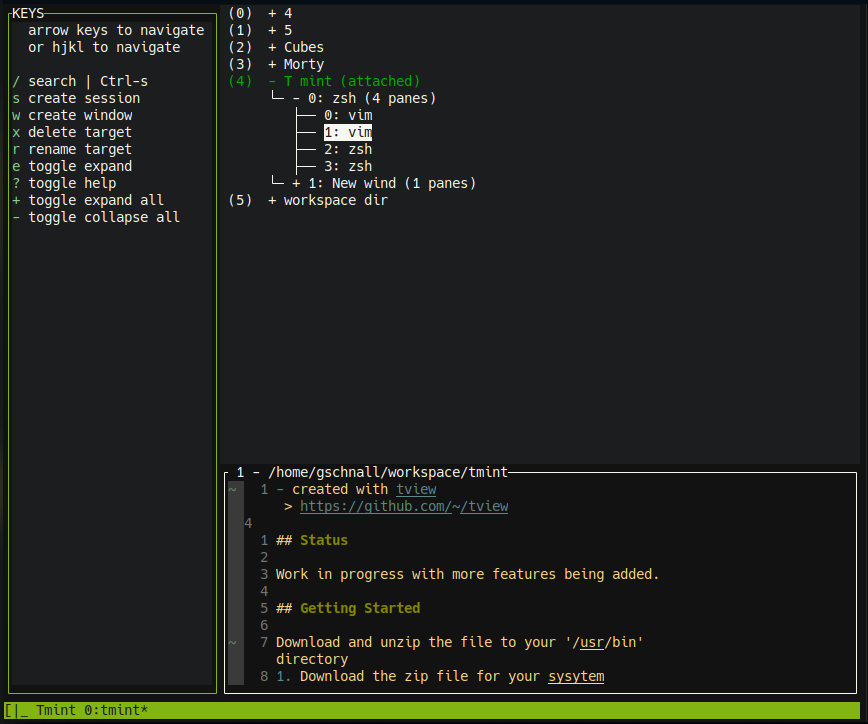 KEYS
arrow keys to navigate
or hjkl to navigate
/ search | Ctrl-s
s create session
w create window
x delete target
r rename target
e toggle expand
? toggle help
+ toggle expand all
- toggle collapse all
(0) + 4
(1) + 5
(2) + Cubes
(3) + Morty
(4) - T mint (attached)
└─ - 0: zsh (4 panes)
├── 0: vim
├── 1: vim
├── 2: zsh
├── 3: zsh
└─ + 1: New wind (1 panes)
(5) + workspace dir
1 - /home/gschnall/workspace/tmint
~ 1 - created with tview
> https://github.com/~/tview
4
1 ## Status
2
3 Work in progress with more features being added.
4
5 ## Getting Started
6
~ 7 Download and unzip the file to your '/usr/bin'
directory
8 1. Download the zip file for your sysytem
[|_ Tmint 0:tmint*